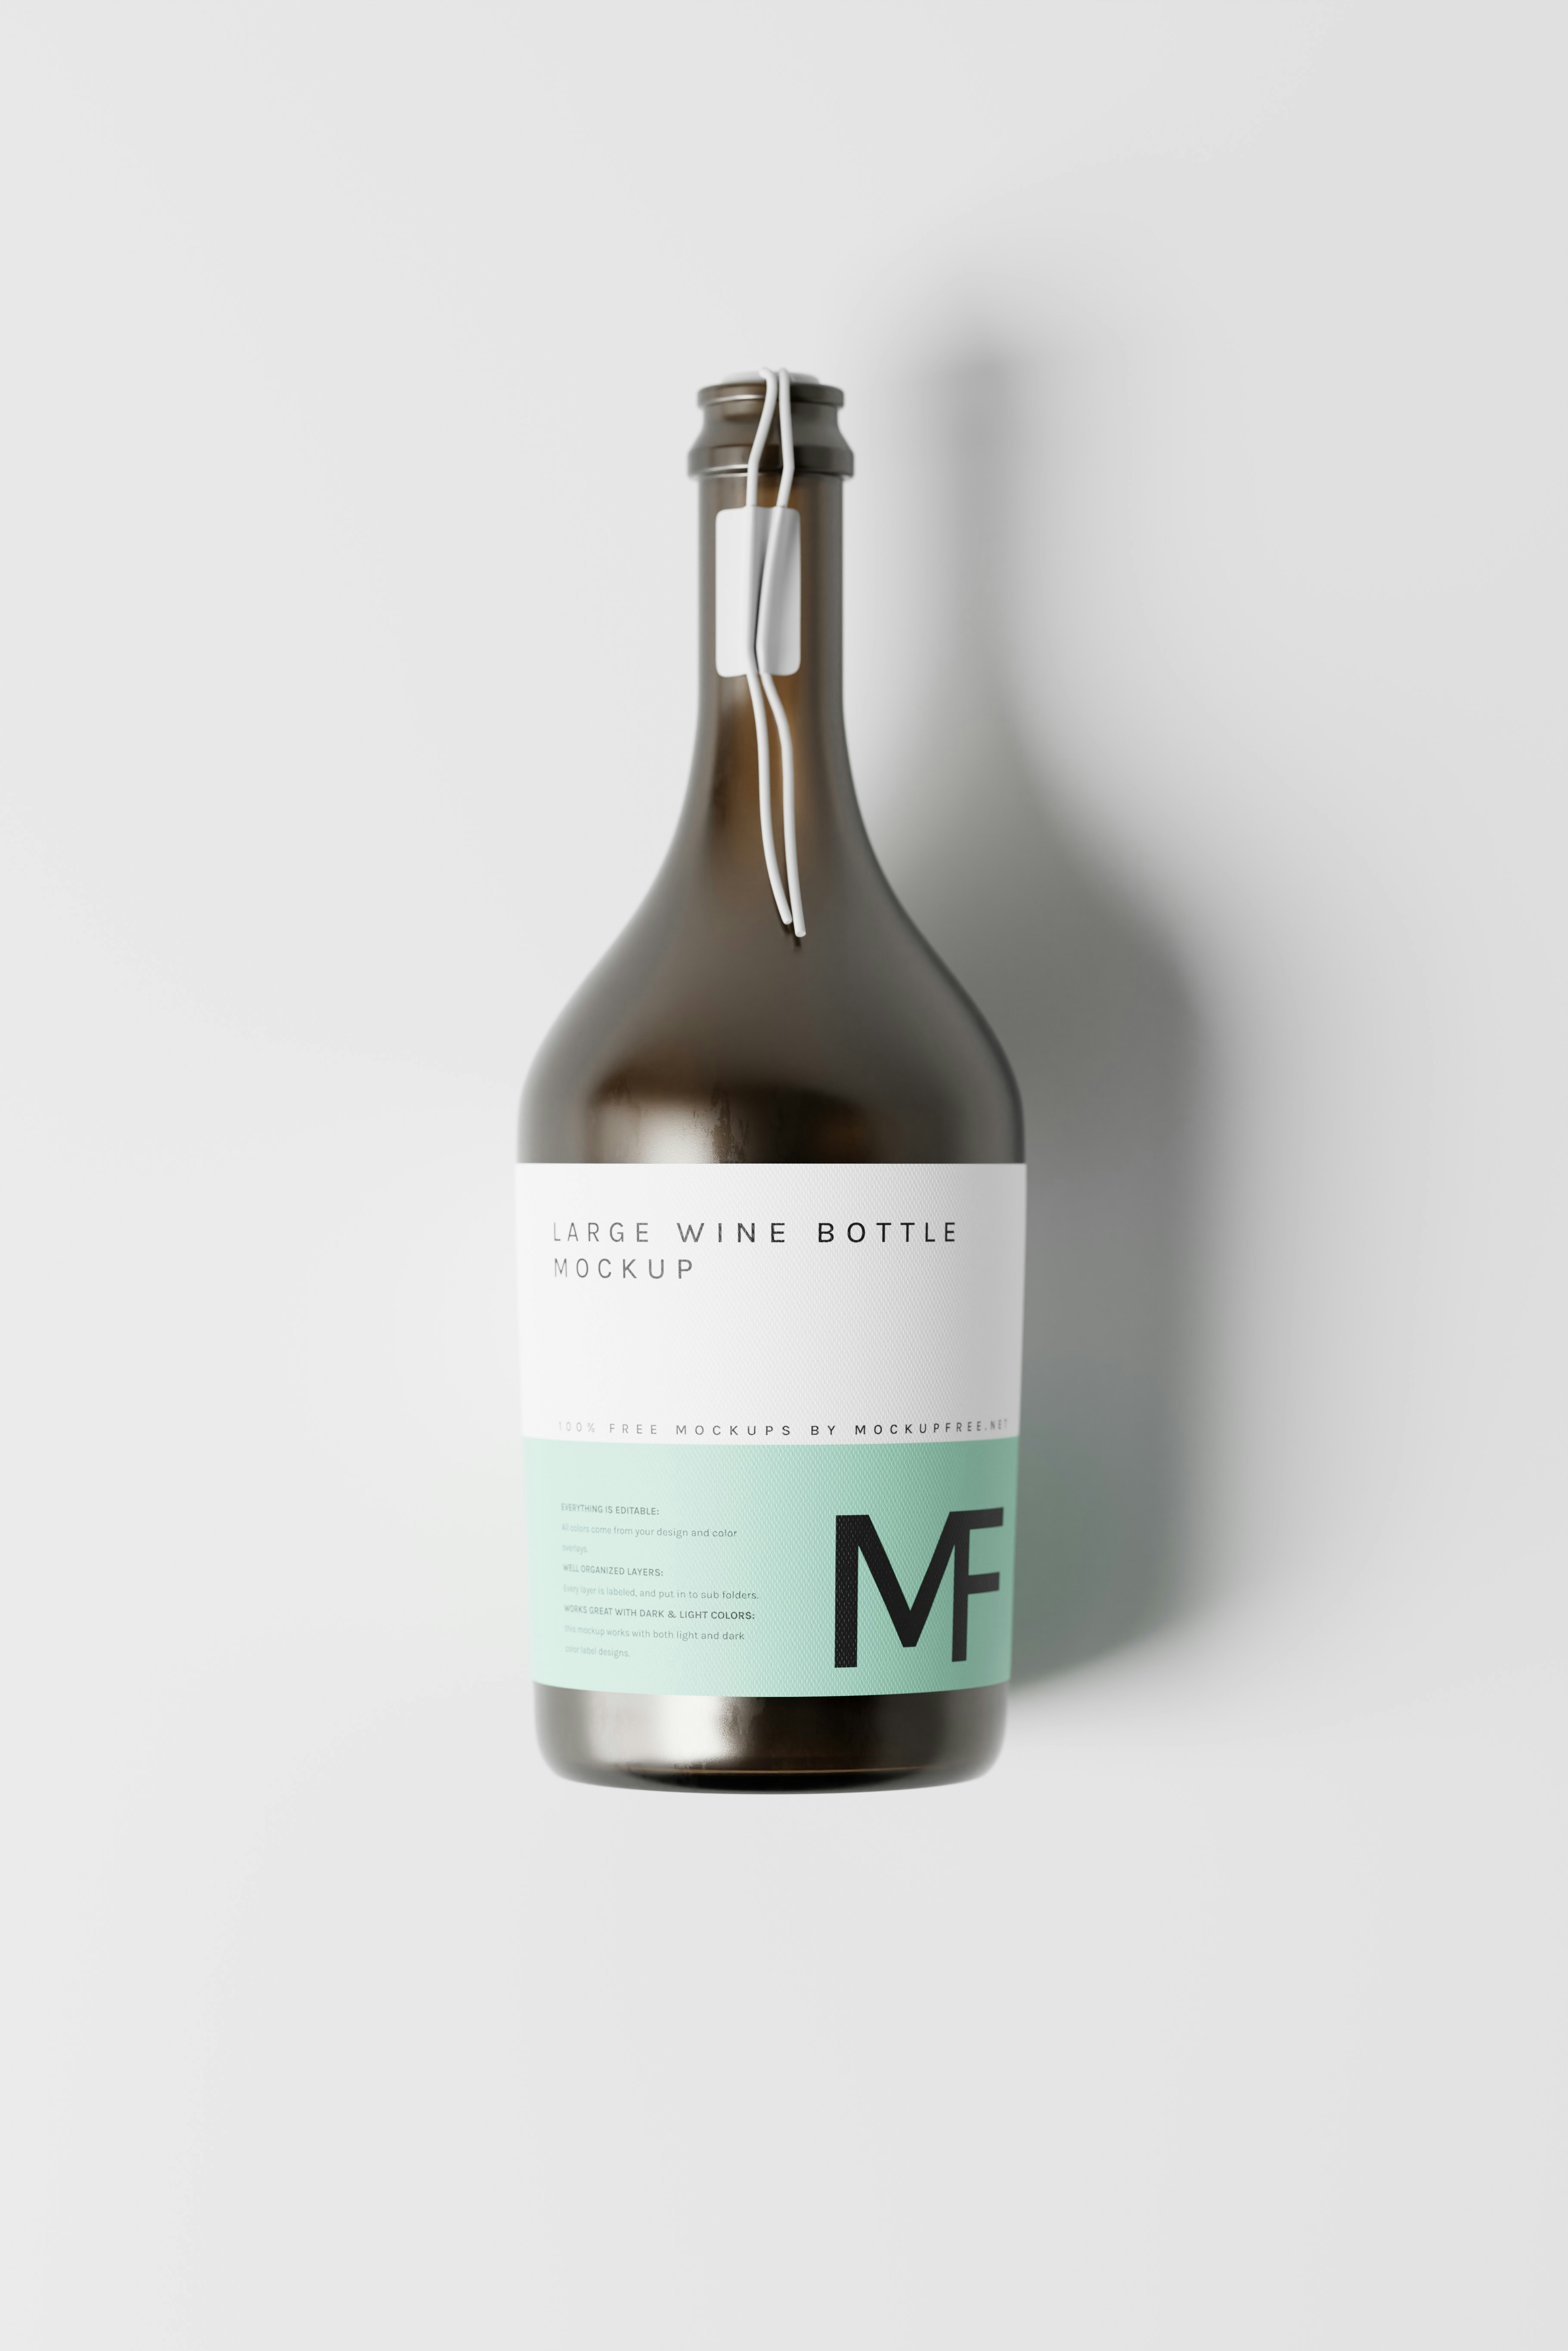 LARGE WINE BOTTLE
MOCKUP
100% FREE MOCKUPS BY MOCKUPFREE.NET
EVERYTHING IS EDITABLE:
All colors come from your design and color
overlays.
WELL ORGANIZED LAYERS:
Every layer is labeled, and put in to sub folders.
WORKS GREAT WITH DARK & LIGHT COLORS:
this mockup works with both light and dark
color label designs.
MF